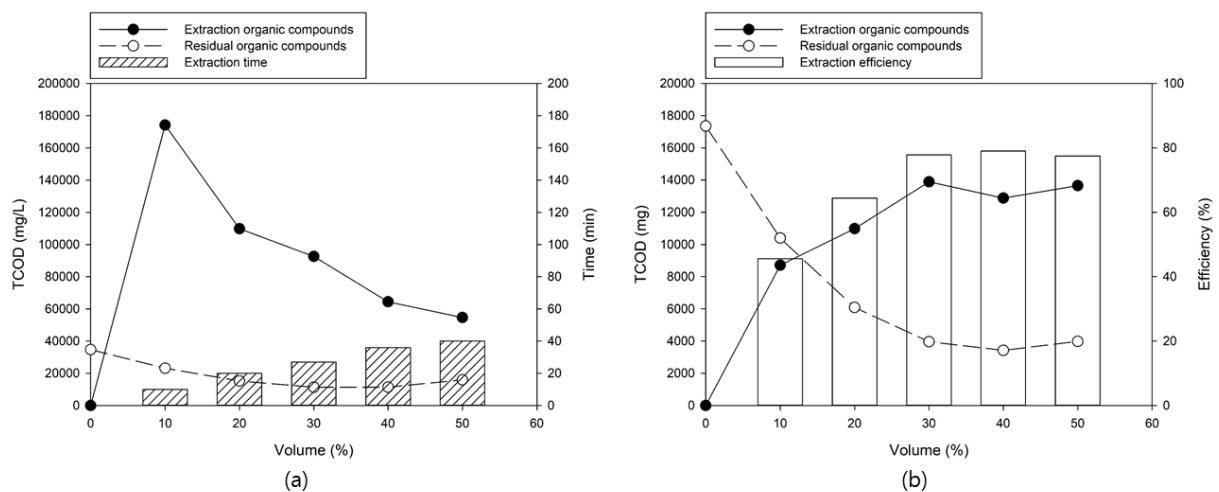 Extraction organic compounds
Residual organic compounds
Extraction time
200000
180000
160000
140000
120000
100000
80000
60000
40000
20000
0
TCOD (mg/L)
200
180
160
140
120
100
80
60
40
20
0
Time (min)
0 10 20 30 40 50 60
Volume (%)
(a)
Extraction organic compounds
Residual organic compounds
Extraction efficiency
20000
18000
16000
14000
12000
10000
8000
6000
4000
2000
0
TCOD (mg)
100
80
60
40
20
0
Efficiency (%)
0 10 20 30 40 50 60
Volume (%)
(b)